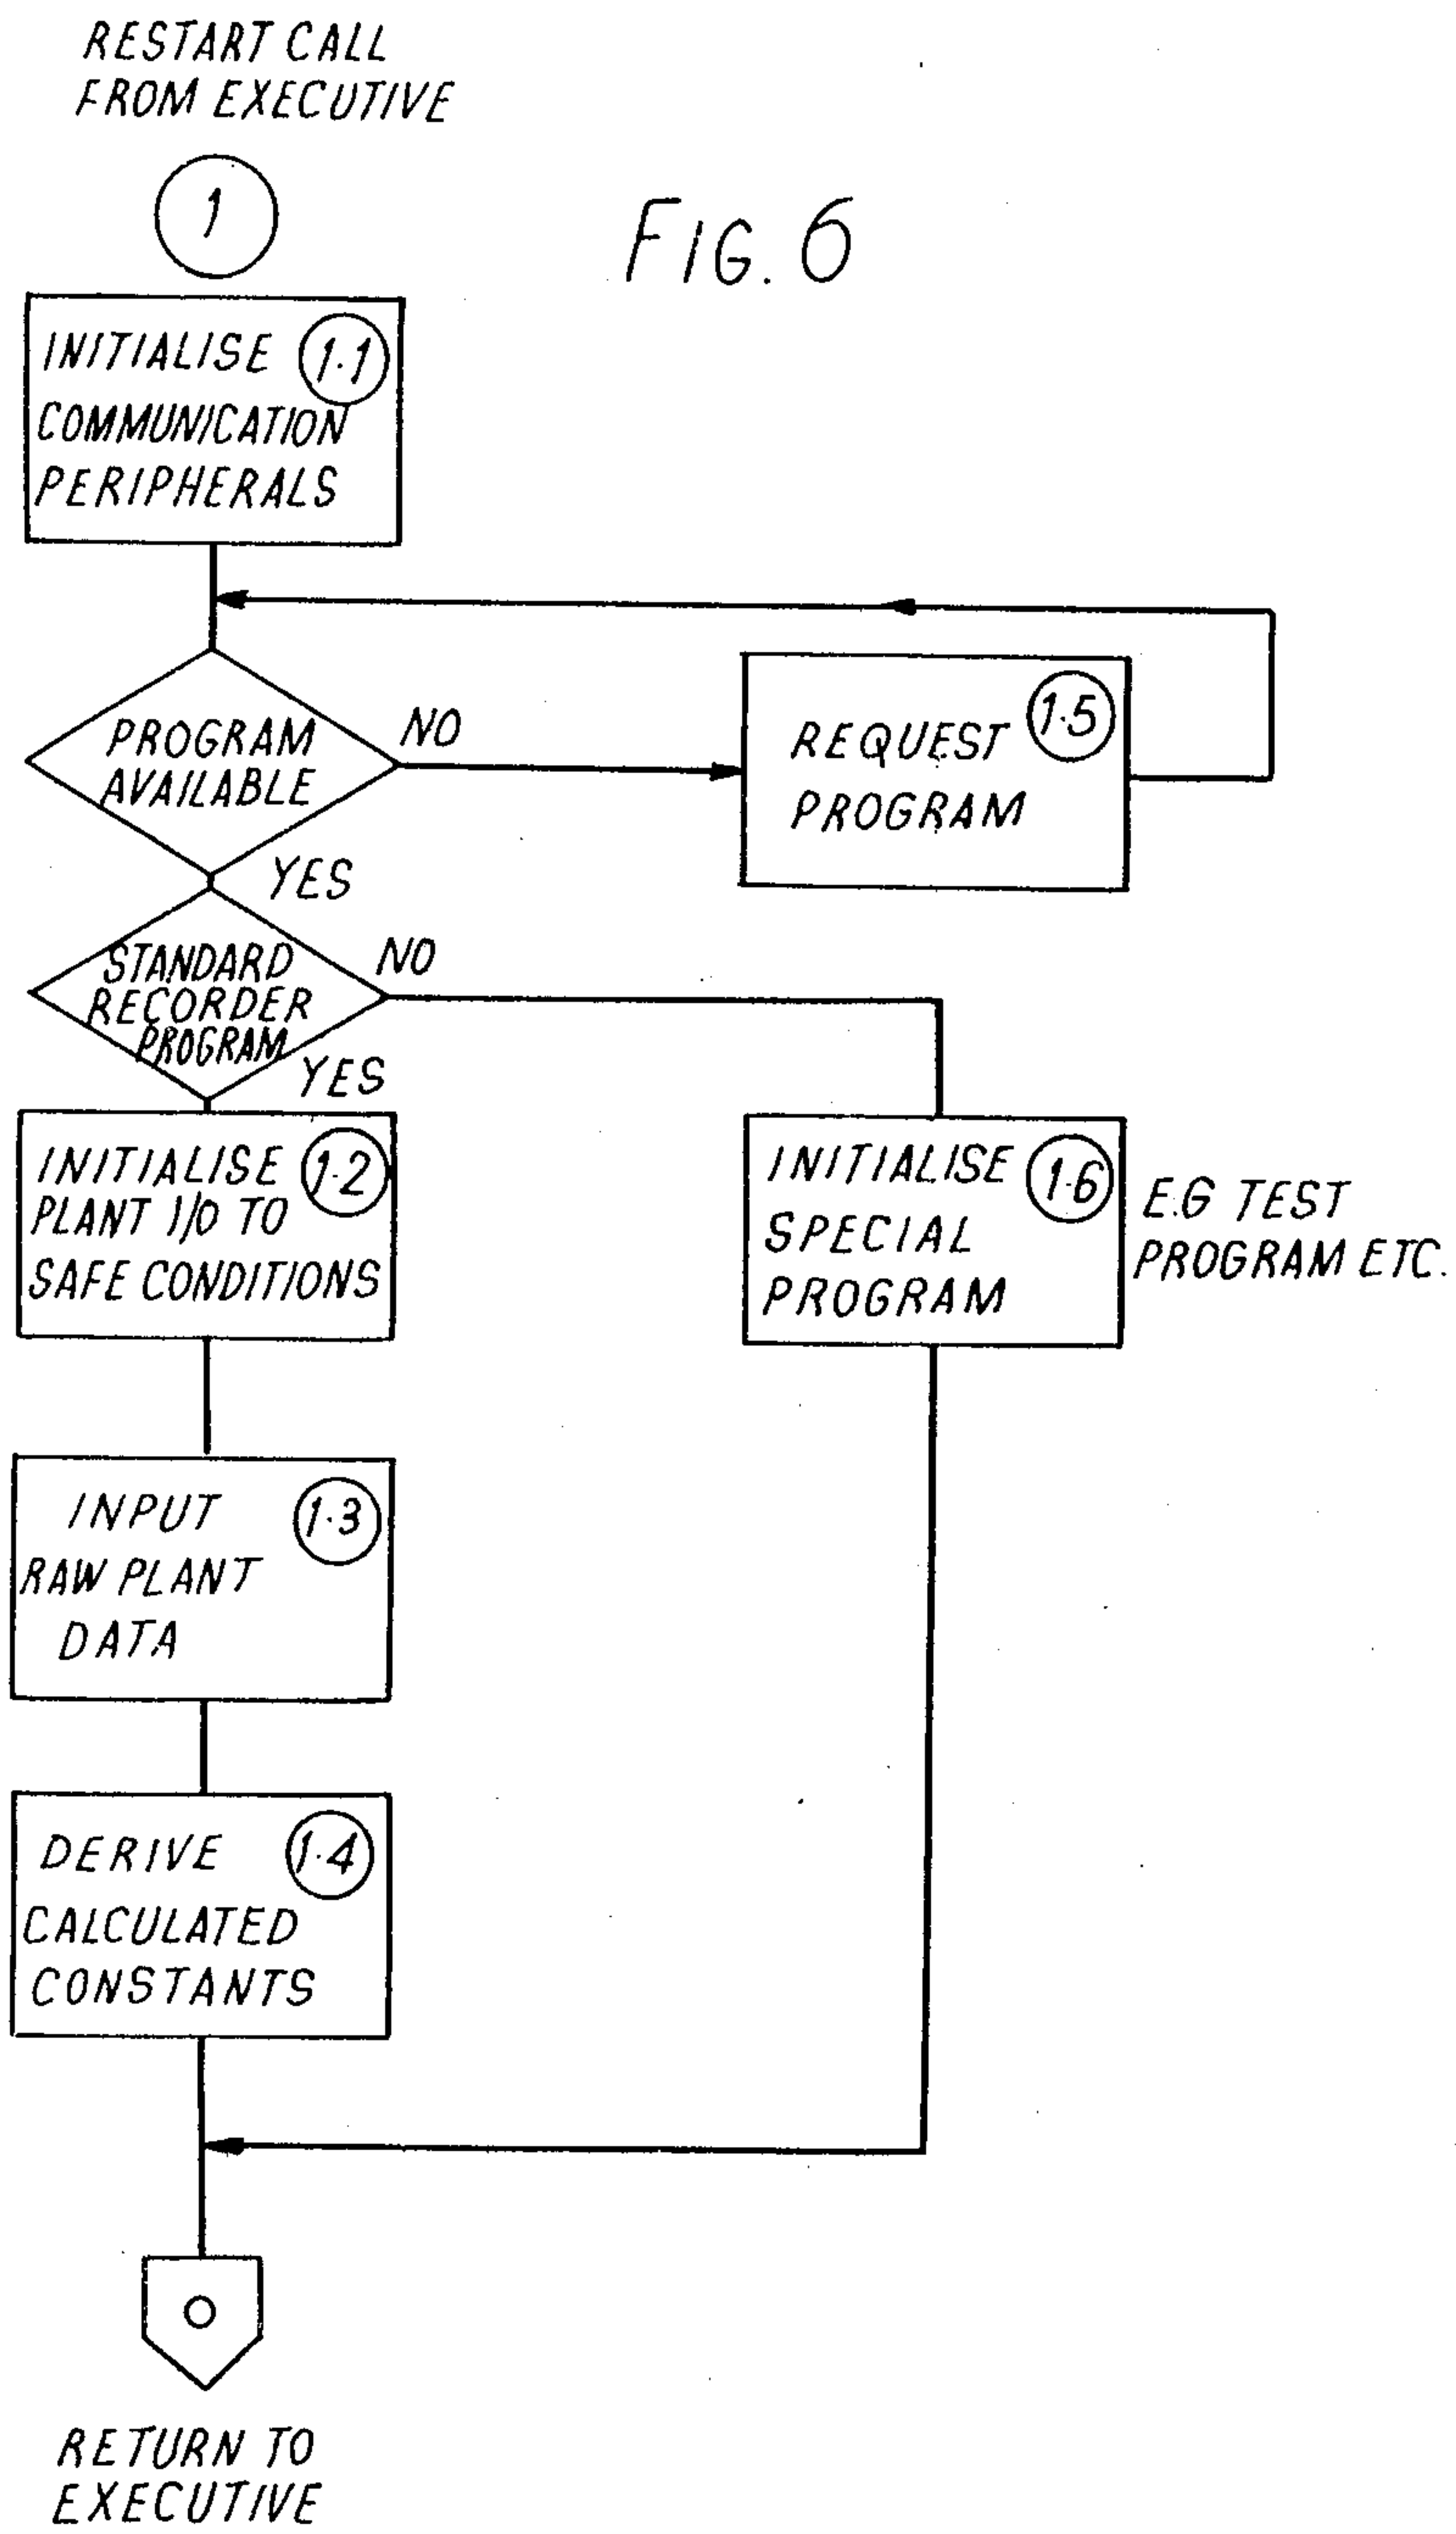 RESTART CALL
FROM EXECUTIVE
1
FIG. 6
INITIALISE 1.1
COMMUNICATION
PERIPHERALS
PROGRAM
AVAILABLE
NO
REQUEST 1.5
PROGRAM
YES
STANDARD
RECORDER
PROGRAM
NO
YES
INITIALISE 1.2
PLANT I/O TO
SAFE CONDITIONS
INITIALISE 1.6
SPECIAL
PROGRAM
E.G TEST
PROGRAM ETC.
INPUT 1.3
RAW PLANT
DATA
DERIVE 1.4
CALCULATED
CONSTANTS
O
RETURN TO
EXECUTIVE